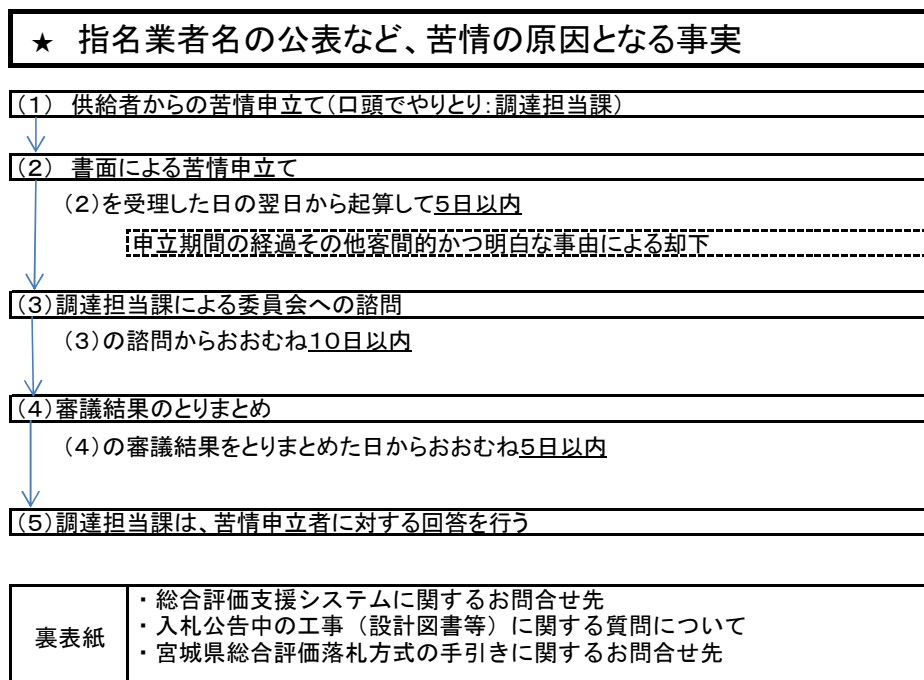 ★ 指名業者名の公表など、苦情の原因となる事実
(1) 供給者からの苦情申立て(口頭でやりとり:調達担当課)
(2) 書面による苦情申立て
(2)を受理した日の翌日から起算して5日以内
申立期間の経過その他客間的かつ明白な事由による却下
(3)調達担当課による委員会への諮問
(3)の諮問からおおむね10日以内
(4)審議結果のとりまとめ
(4)の審議結果をとりまとめた日からおおむね5日以内
(5)調達担当課は、苦情申立者に対する回答を行う
裏表紙
・総合評価支援システムに関するお問合せ先
・入札公告中の工事(設計図書等)に関する質問について
・宮城県総合評価落札方式の手引きに関するお問合せ先